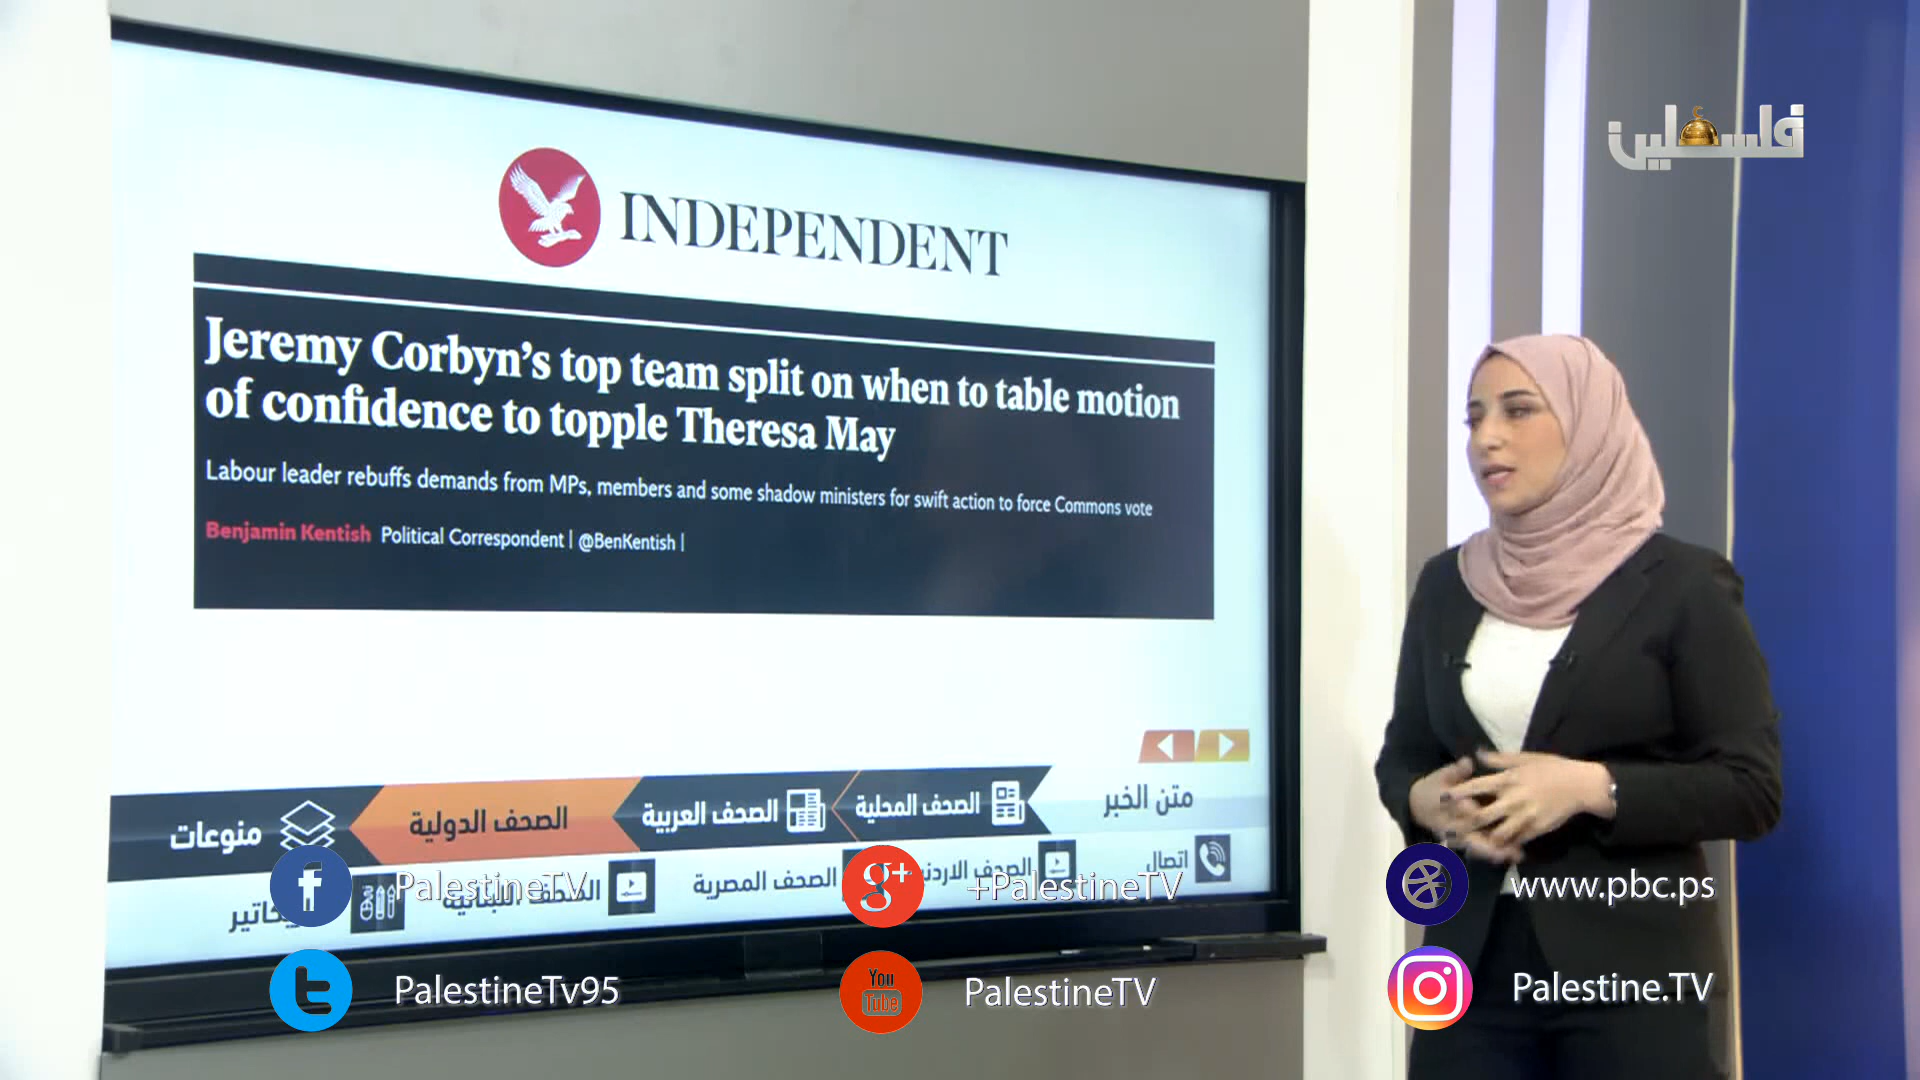 فلسطين
INDEPENDENT
Jeremy Corbyn's top team split on when to table motion
of confidence to topple Theresa May
Labour leader rebuffs demands from MPs, members and some shadow ministers for swift action to force Commons vote
Benjamin Kentish Political Correspondent | @BenKentish |
متن الخبر
الصحف المحلية
الصحف العربية
الصحف الدولية
منوعات
اتصال
الصحف المصرية
PalestineTV
g+
+PalestineTV
www.pbc.ps
PalestineTv95
You
Tube
PalestineTV
Palestine.TV